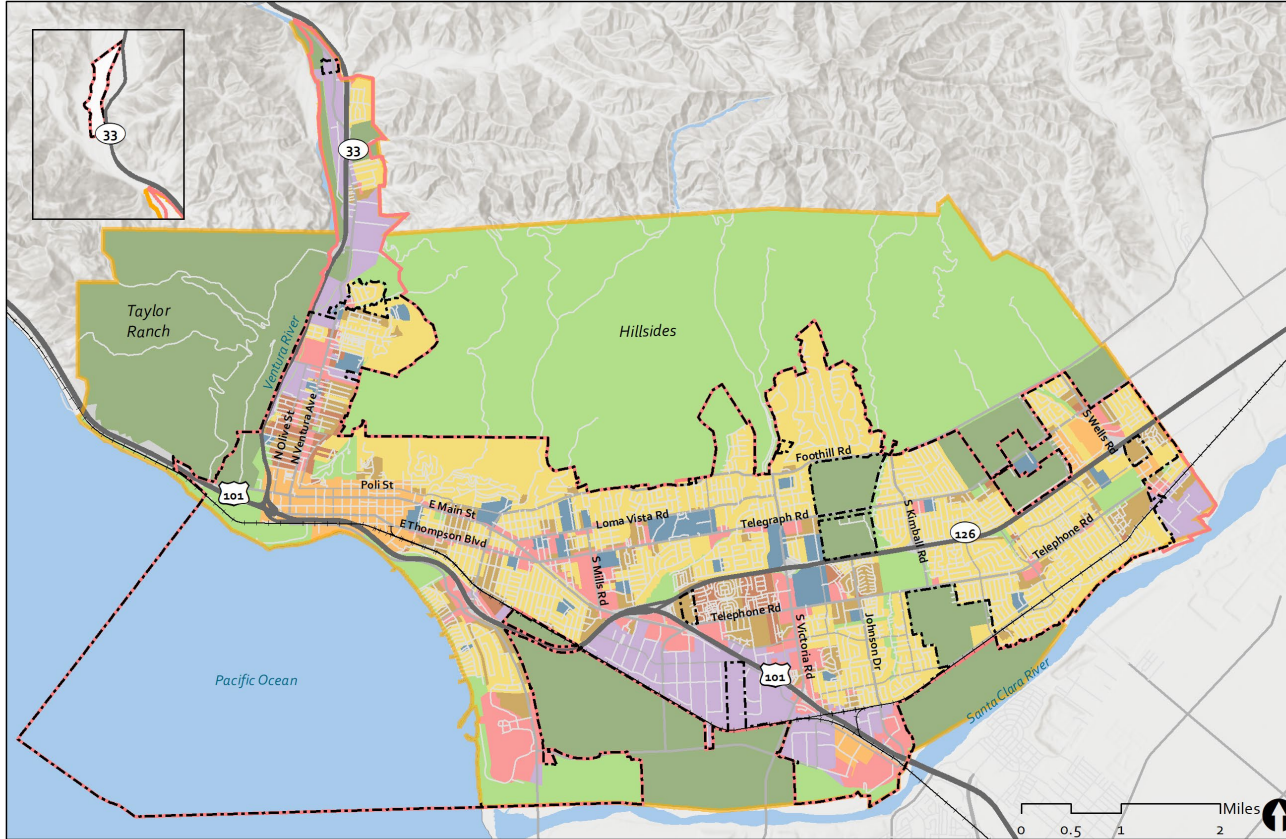 33
33
Taylor
Ranch
Hillsides
Ventura River
N Olive St
N Ventura Ave
Foothill Rd
S Wells Rd
101
Poli St
E Main St
E Thompson Blvd
Loma Vista Rd
Telegraph Rd
S Kimball Rd
126
Telephone Rd
S Mills Rd
Telephone Rd
S Victoria Rd
Johnson Dr
101
Pacific Ocean
Santa Clara River
Miles
0 0.5 1 2